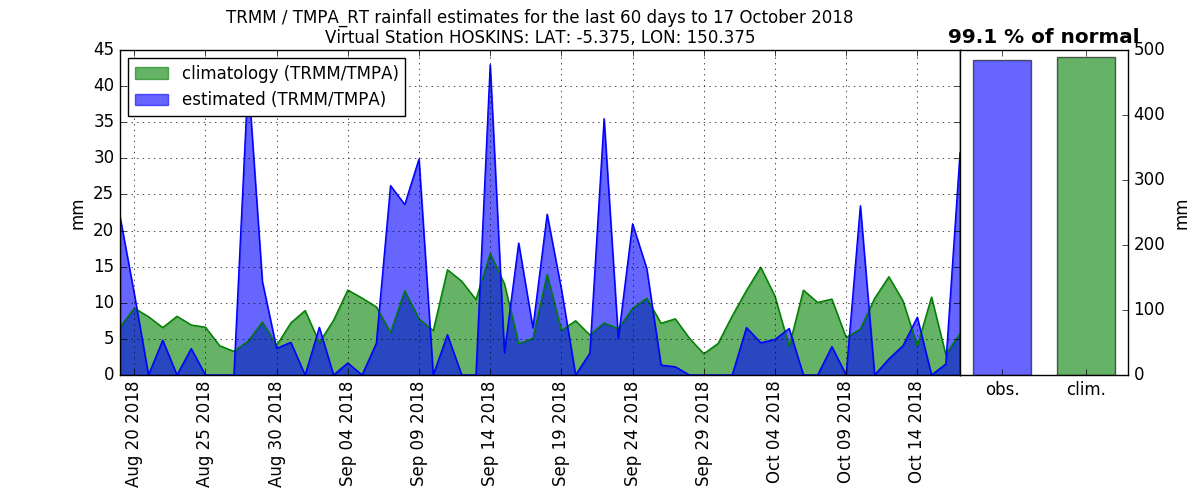 TRMM / TMPA_RT rainfall estimates for the last 60 days to 17 October 2018
Virtual Station HOSKINS: LAT: -5.375, LON: 150.375
99.1 % of normal
climatology (TRMM/TMPA)
estimated (TRMM/TMPA)
mm
45
40
35
30
25
20
15
10
5
0
Aug 20 2018
Aug 25 2018
Aug 30 2018
Sep 04 2018
Sep 09 2018
Sep 14 2018
Sep 19 2018
Sep 24 2018
Sep 29 2018
Oct 04 2018
Oct 09 2018
Oct 14 2018
obs.
clim.
500
400
300
200
100
0
mm